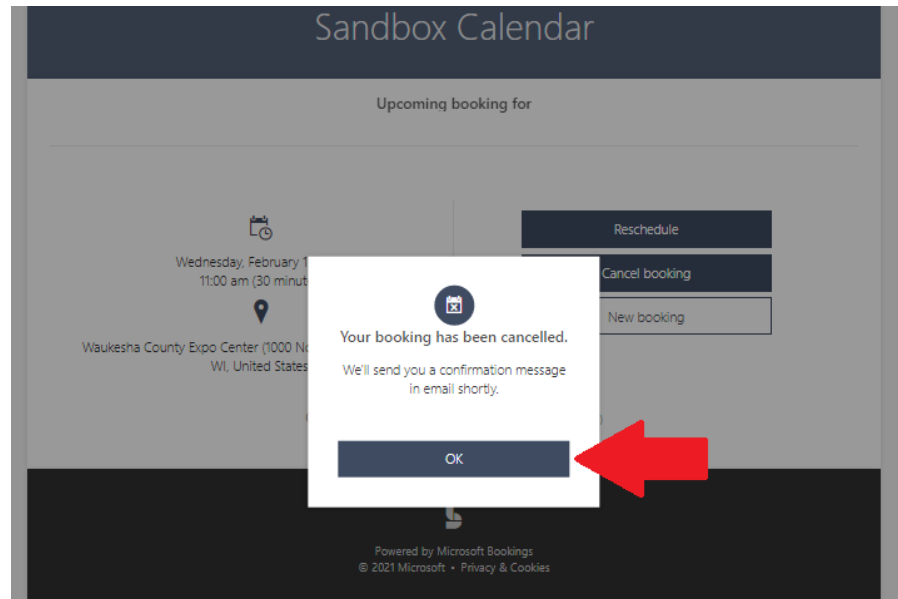 Sandbox Calendar
Upcoming booking for
Wednesday, February 1
11:00 am (30 minut
Waukesha County Expo Center (1000 No
WI, United States
Reschedule
Cancel booking
New booking
Your booking has been cancelled.
We'll send you a confirmation message
in email shortly.
OK
Powered by Microsoft Bookings
© 2021 Microsoft • Privacy & Cookies